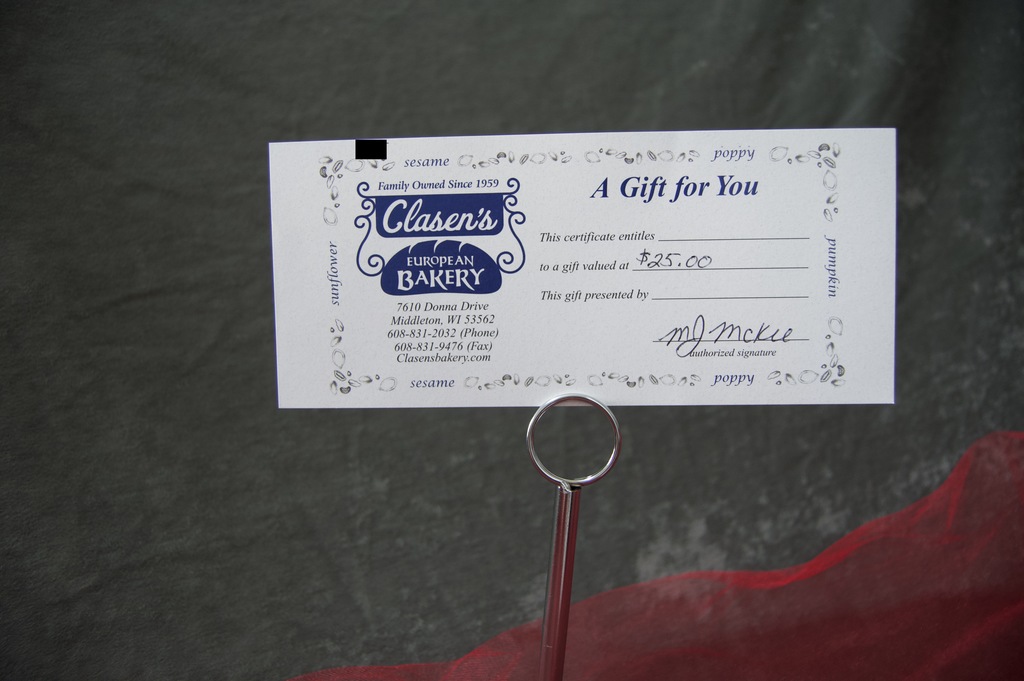 sesame poppy
Family Owned Since 1959
Clasen's
EUROPEAN
BAKERY
7610 Donna Drive
Middleton, WI 53562
608-831-2032 (Phone)
608-831-9476 (Fax)
Clasensbakery.com
sunflower
A Gift for You
This certificate entitles
to a gift valued at $25.00
This gift presented by
MJ McKee
authorized signature
pumpkin
sesame poppy